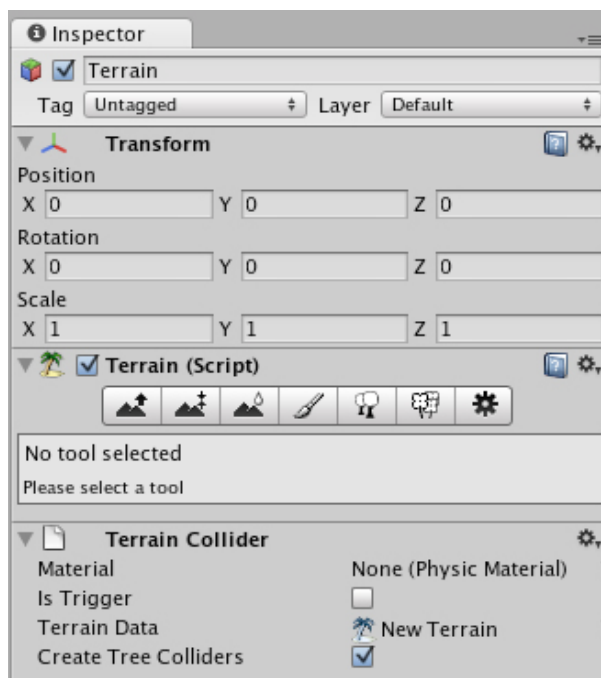 Inspector
Terrain
Tag Untagged Layer Default
Transform
Position
X 0 Y 0 Z 0
Rotation
X 0 Y 0 Z 0
Scale
X 1 Y 1 Z 1
Terrain (Script)
No tool selected
Please select a tool
Terrain Collider
Material None (Physic Material)
Is Trigger
Terrain Data New Terrain
Create Tree Colliders